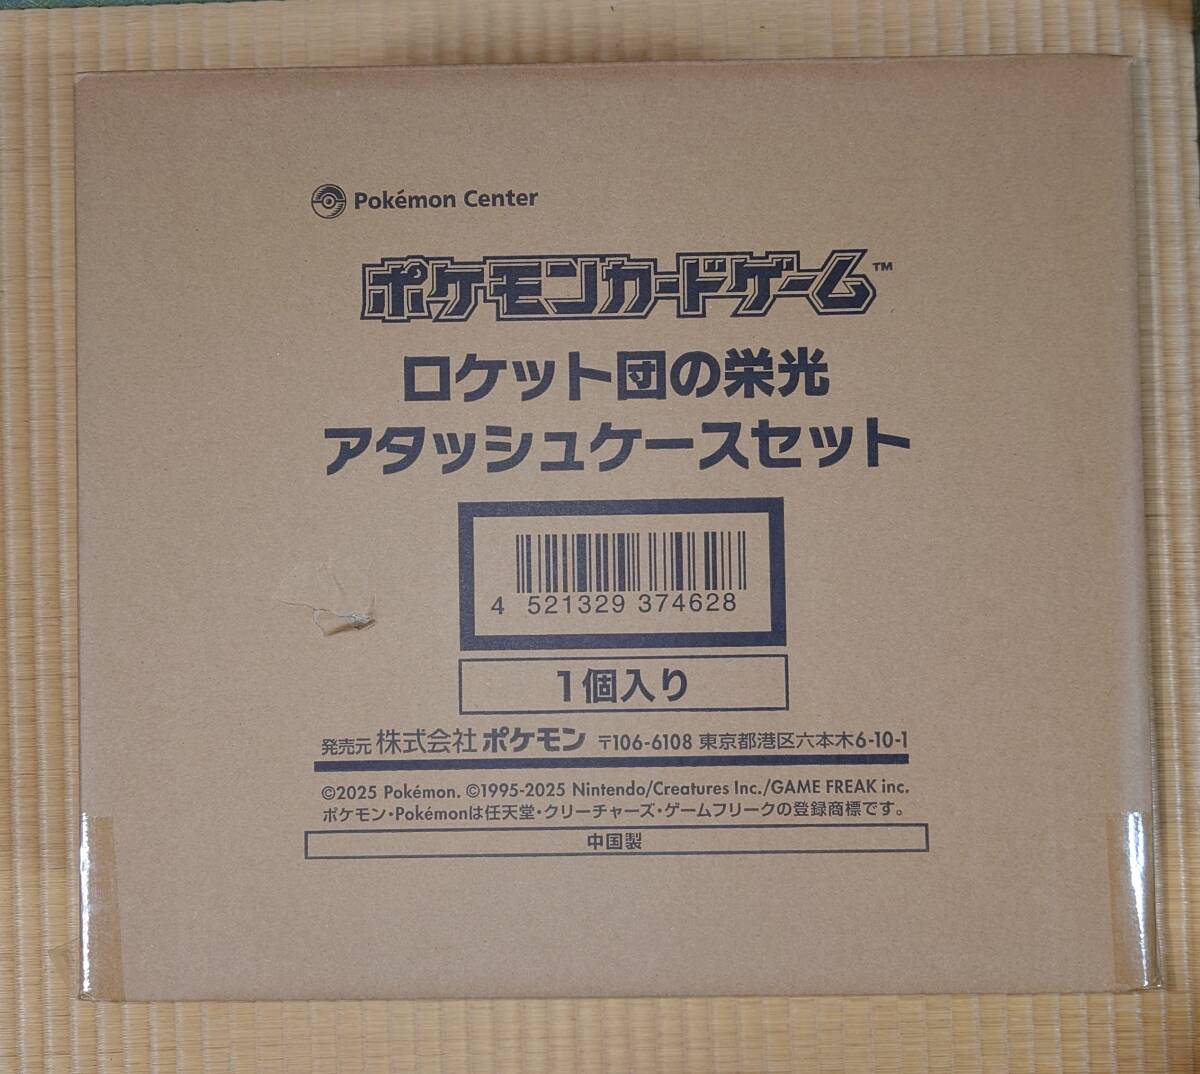 Pokémon Center
ポケモンカードゲーム™
ロケット団の栄光
アタッシュケースセット
4 521329 374628
1個入り
発売元 株式会社 ポケモン 〒106-6108 東京都港区六本木6-10-1
©2025 Pokémon. ©1995-2025 Nintendo/Creatures Inc./GAME FREAK inc.
ポケモン・Pokémonは任天堂・クリーチャーズ・ゲームフリークの登録商標です。
中国製